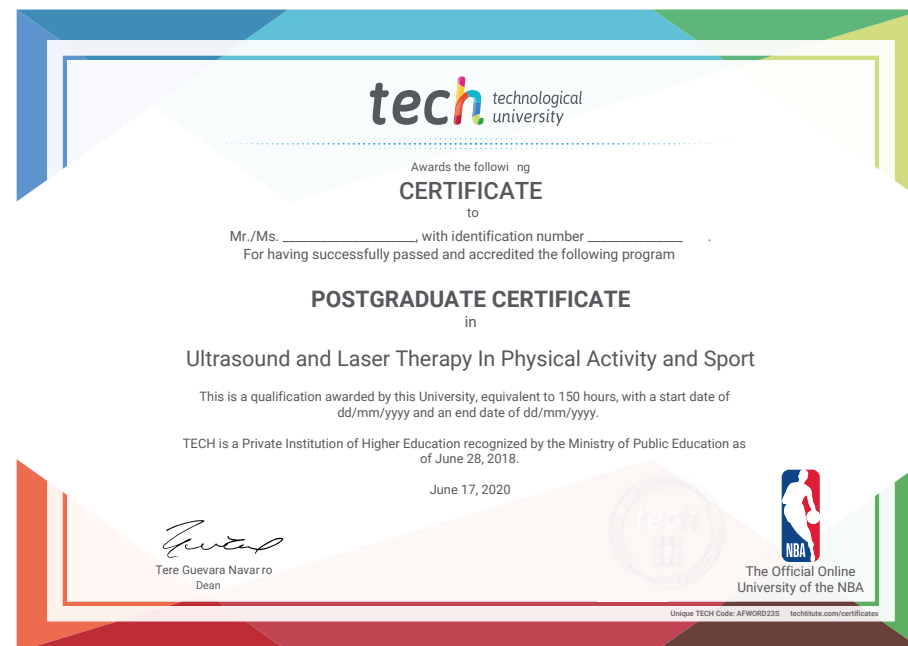 tech technological
university
Awards the followi ng
CERTIFICATE
to
Mr./Ms. ____________________, with identification number ______________ .
For having successfully passed and accredited the following program
POSTGRADUATE CERTIFICATE
in
Ultrasound and Laser Therapy In Physical Activity and Sport
This is a qualification awarded by this University, equivalent to 150 hours, with a start date of
dd/mm/yyyy and an end date of dd/mm/yyyy.
TECH is a Private Institution of Higher Education recognized by the Ministry of Public Education as
of June 28, 2018.
June 17, 2020
tech
NBA
Tere Guevara Navar ro
Dean
The Official Online
University of the NBA
Unique TECH Code: AFWORD23S techtitute.com/certificates